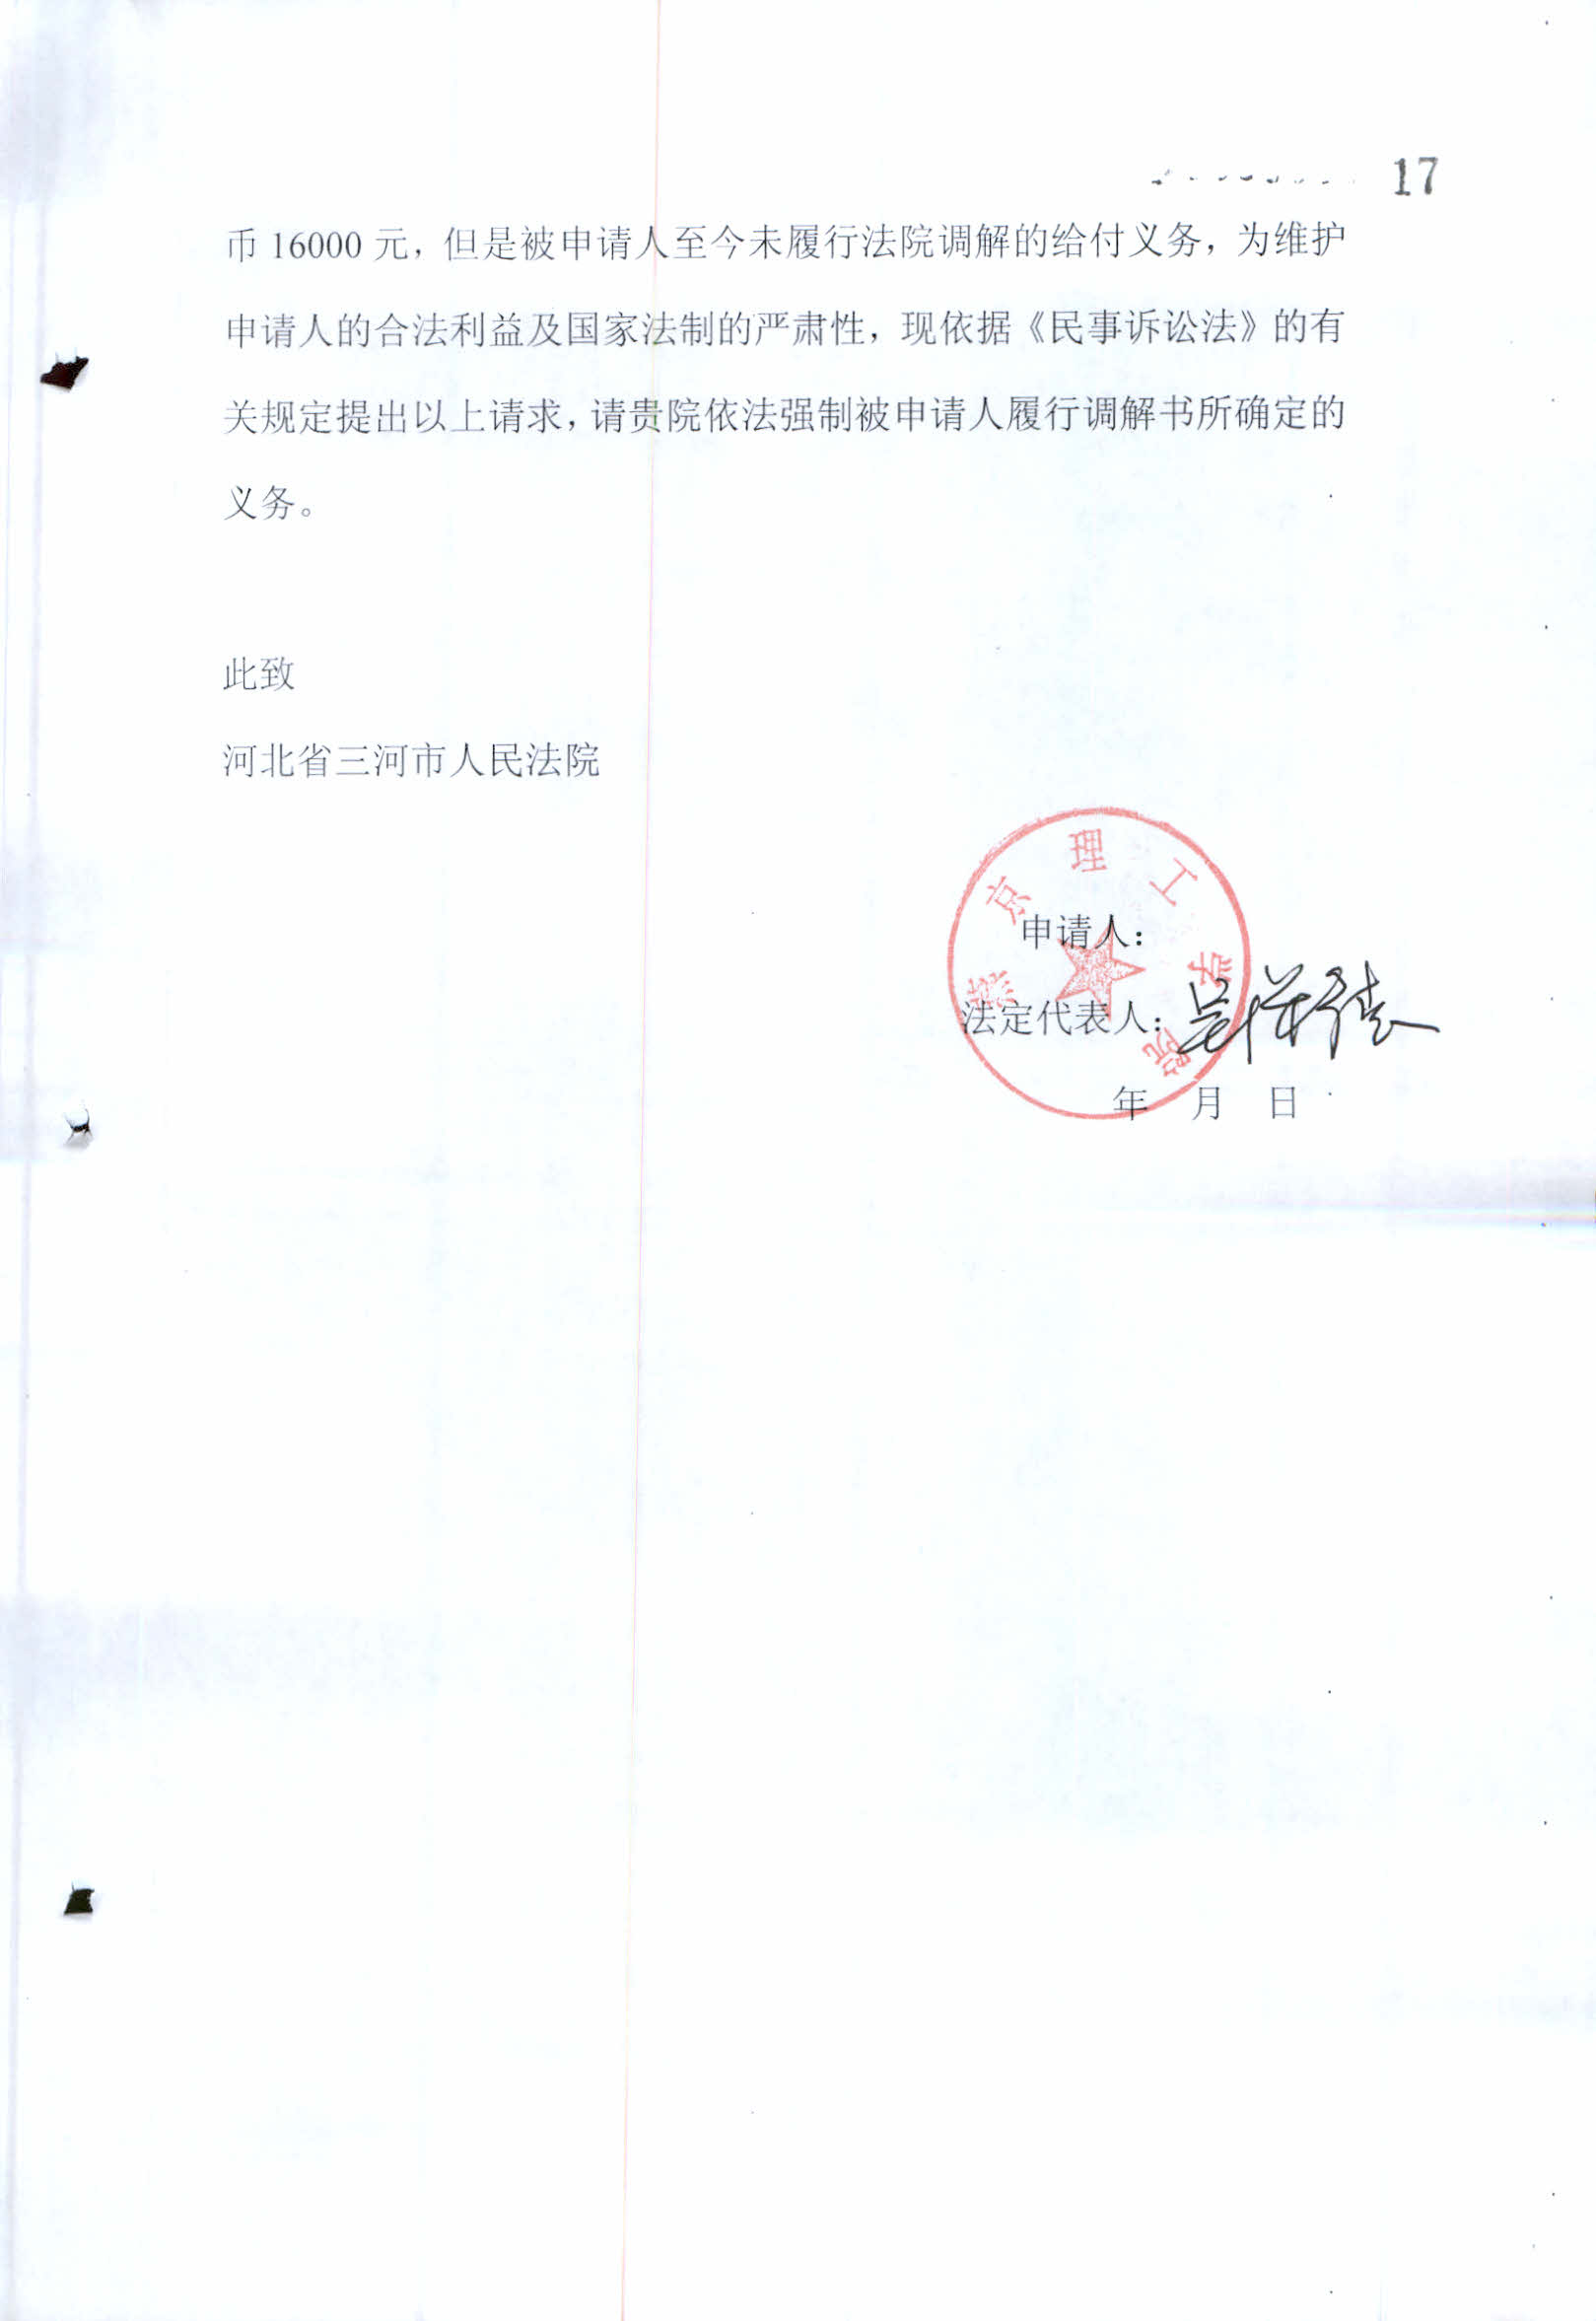 17
币 16000 元，但是被申请人至今未履行法院调解的给付义务，为维护
申请人的合法利益及国家法制的严肃性，现依据《民事诉讼法》的有
关规定提出以上请求，请贵院依法强制被申请人履行调解书所确定的
义务。
此致
河北省三河市人民法院
燕京理工学院
申请人：
法定代表人：
年 月 日